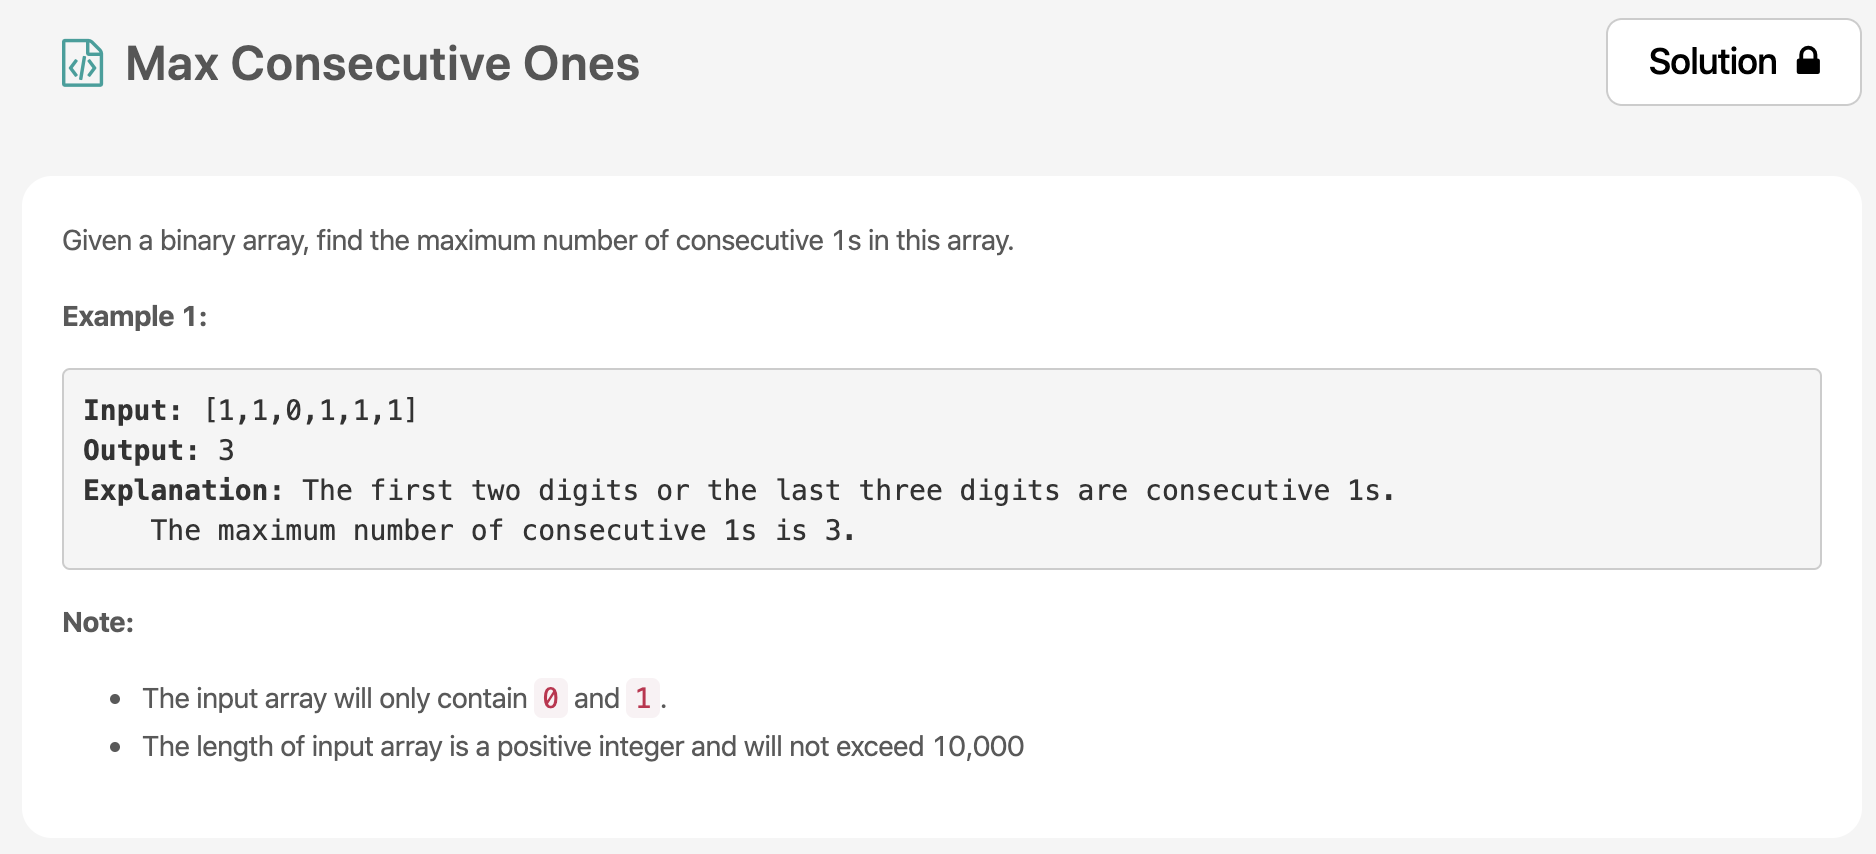 Max Consecutive Ones
Solution
Given a binary array, find the maximum number of consecutive 1s in this array.
Example 1:
Input: [1,1,0,1,1,1]
Output: 3
Explanation: The first two digits or the last three digits are consecutive 1s.
The maximum number of consecutive 1s is 3.
Note:
• The input array will only contain 0 and 1.
• The length of input array is a positive integer and will not exceed 10,000